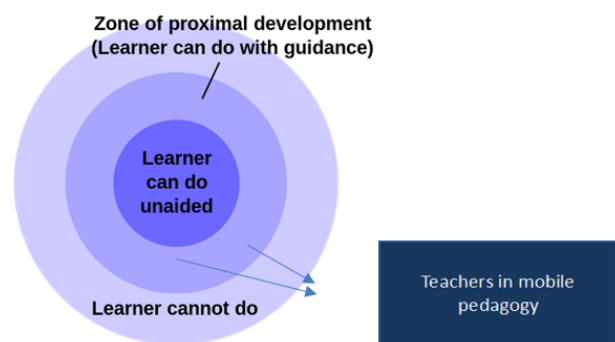 Zone of proximal development
(Learner can do with guidance)
Learner
can do
unaided
Learner cannot do
Teachers in mobile
pedagogy